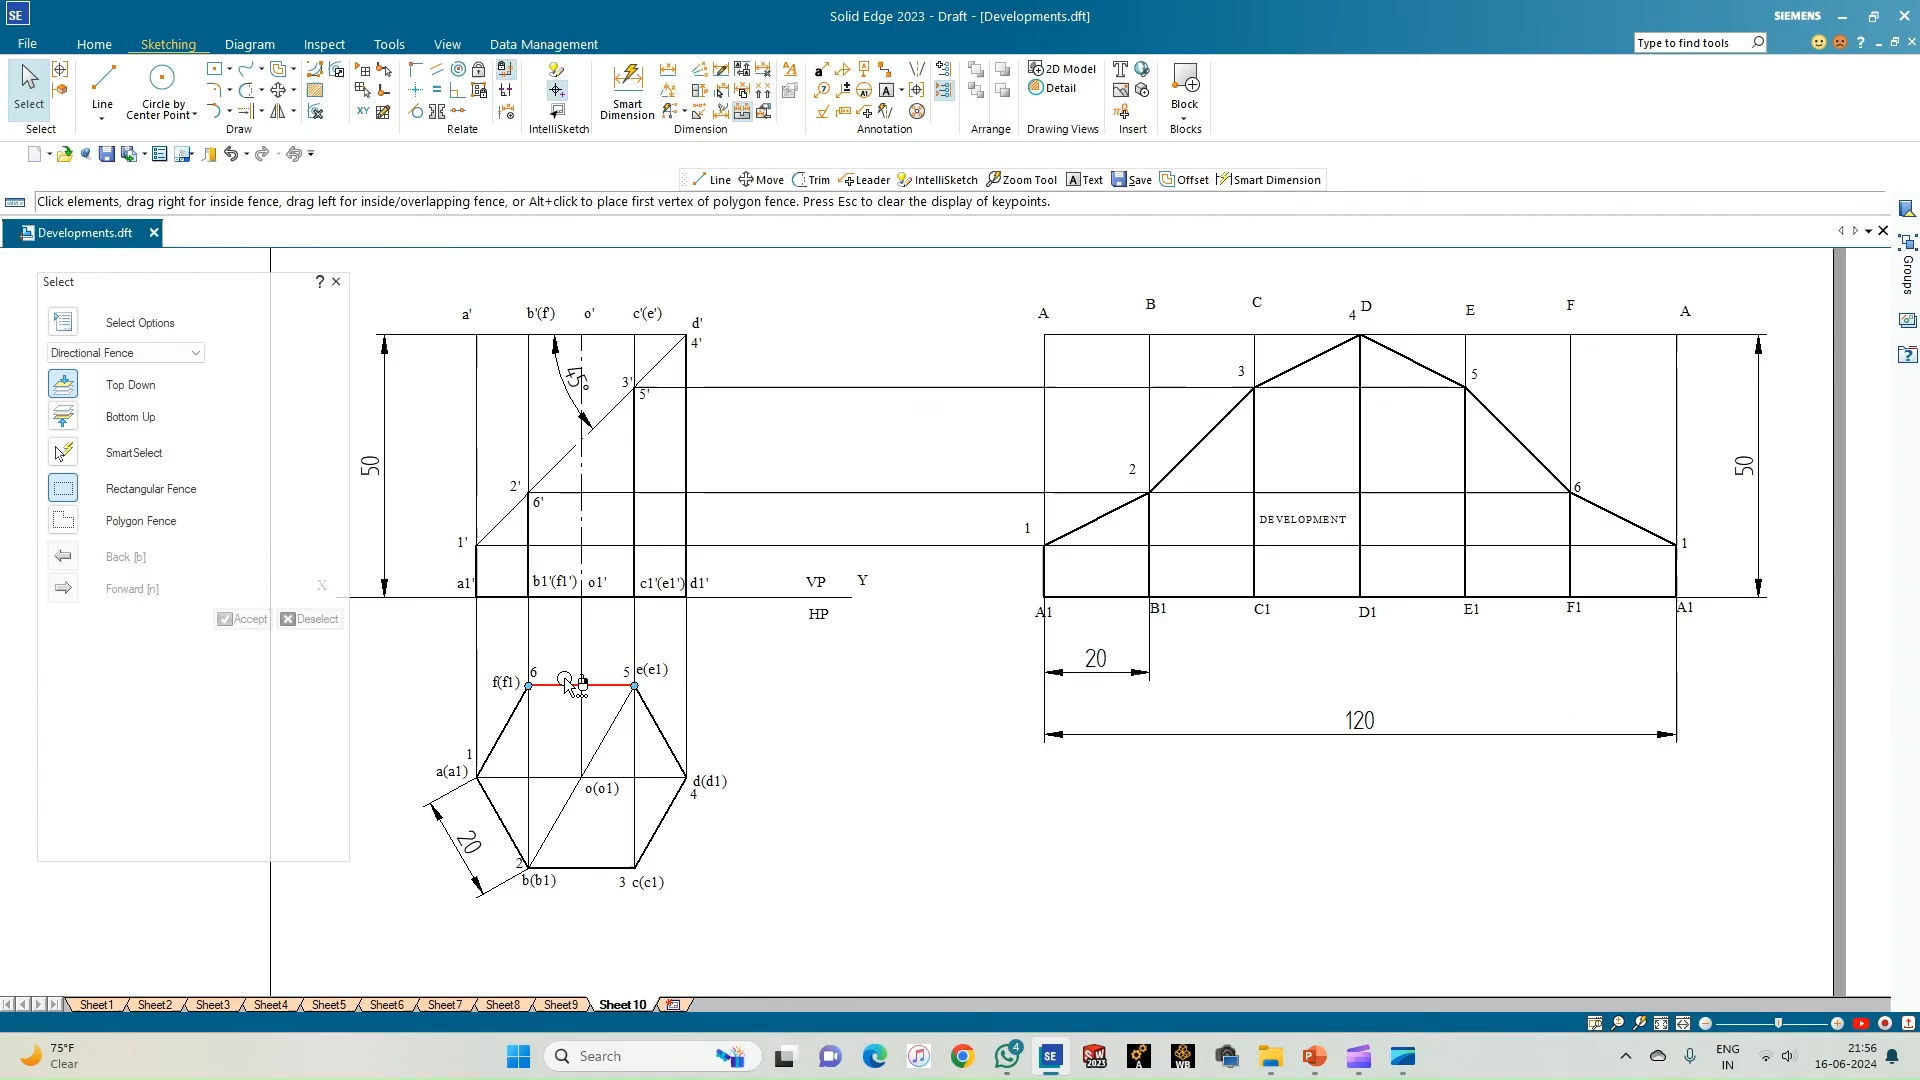 SE
Solid Edge 2023 - Draft - [Developments.dft]
SIEMENS
File Home Sketching Diagram Inspect Tools View Data Management
Type to find tools
Select
Line
Circle by
Center Point
Smart
Dimension
2D Model
Detail
Block
XY
Select Draw Relate IntelliSketch Dimension Annotation Arrange Drawing Views Insert Blocks
Line Move Trim Leader IntelliSketch Zoom Tool Text Save Offset Smart Dimension
Click elements, drag right for inside fence, drag left for inside/overlapping fence, or Alt+click to place first vertex of polygon fence. Press Esc to clear the display of keypoints.
Developments.dft
Groups
Select
Select Options
Directional Fence
Top Down
Bottom Up
SmartSelect
Rectangular Fence
Polygon Fence
Back [b]
Forward [n]
Accept Deselect
a' b'(f') o' c'(e') d'
4'
45°
3'
5'
50
2'
6'
1'
a1' b1'(f1') o1' c1'(e1') d1'
X
VP
Y
HP
A B C 4 D E F A
3
5
2
6
1
1
DEVELOPMENT
50
A1 B1 C1 D1 E1 F1 A1
20
120
6 5 e(e1)
f(f1)
1
a(a1)
o(o1)
d(d1)
4
20
2
b(b1)
3 c(c1)
Sheet1 Sheet2 Sheet3 Sheet4 Sheet5 Sheet6 Sheet7 Sheet8 Sheet9 Sheet10
75°F
Clear
Search
4
SE
SW
2023
A
WB
ENG
IN
21:56
16-06-2024